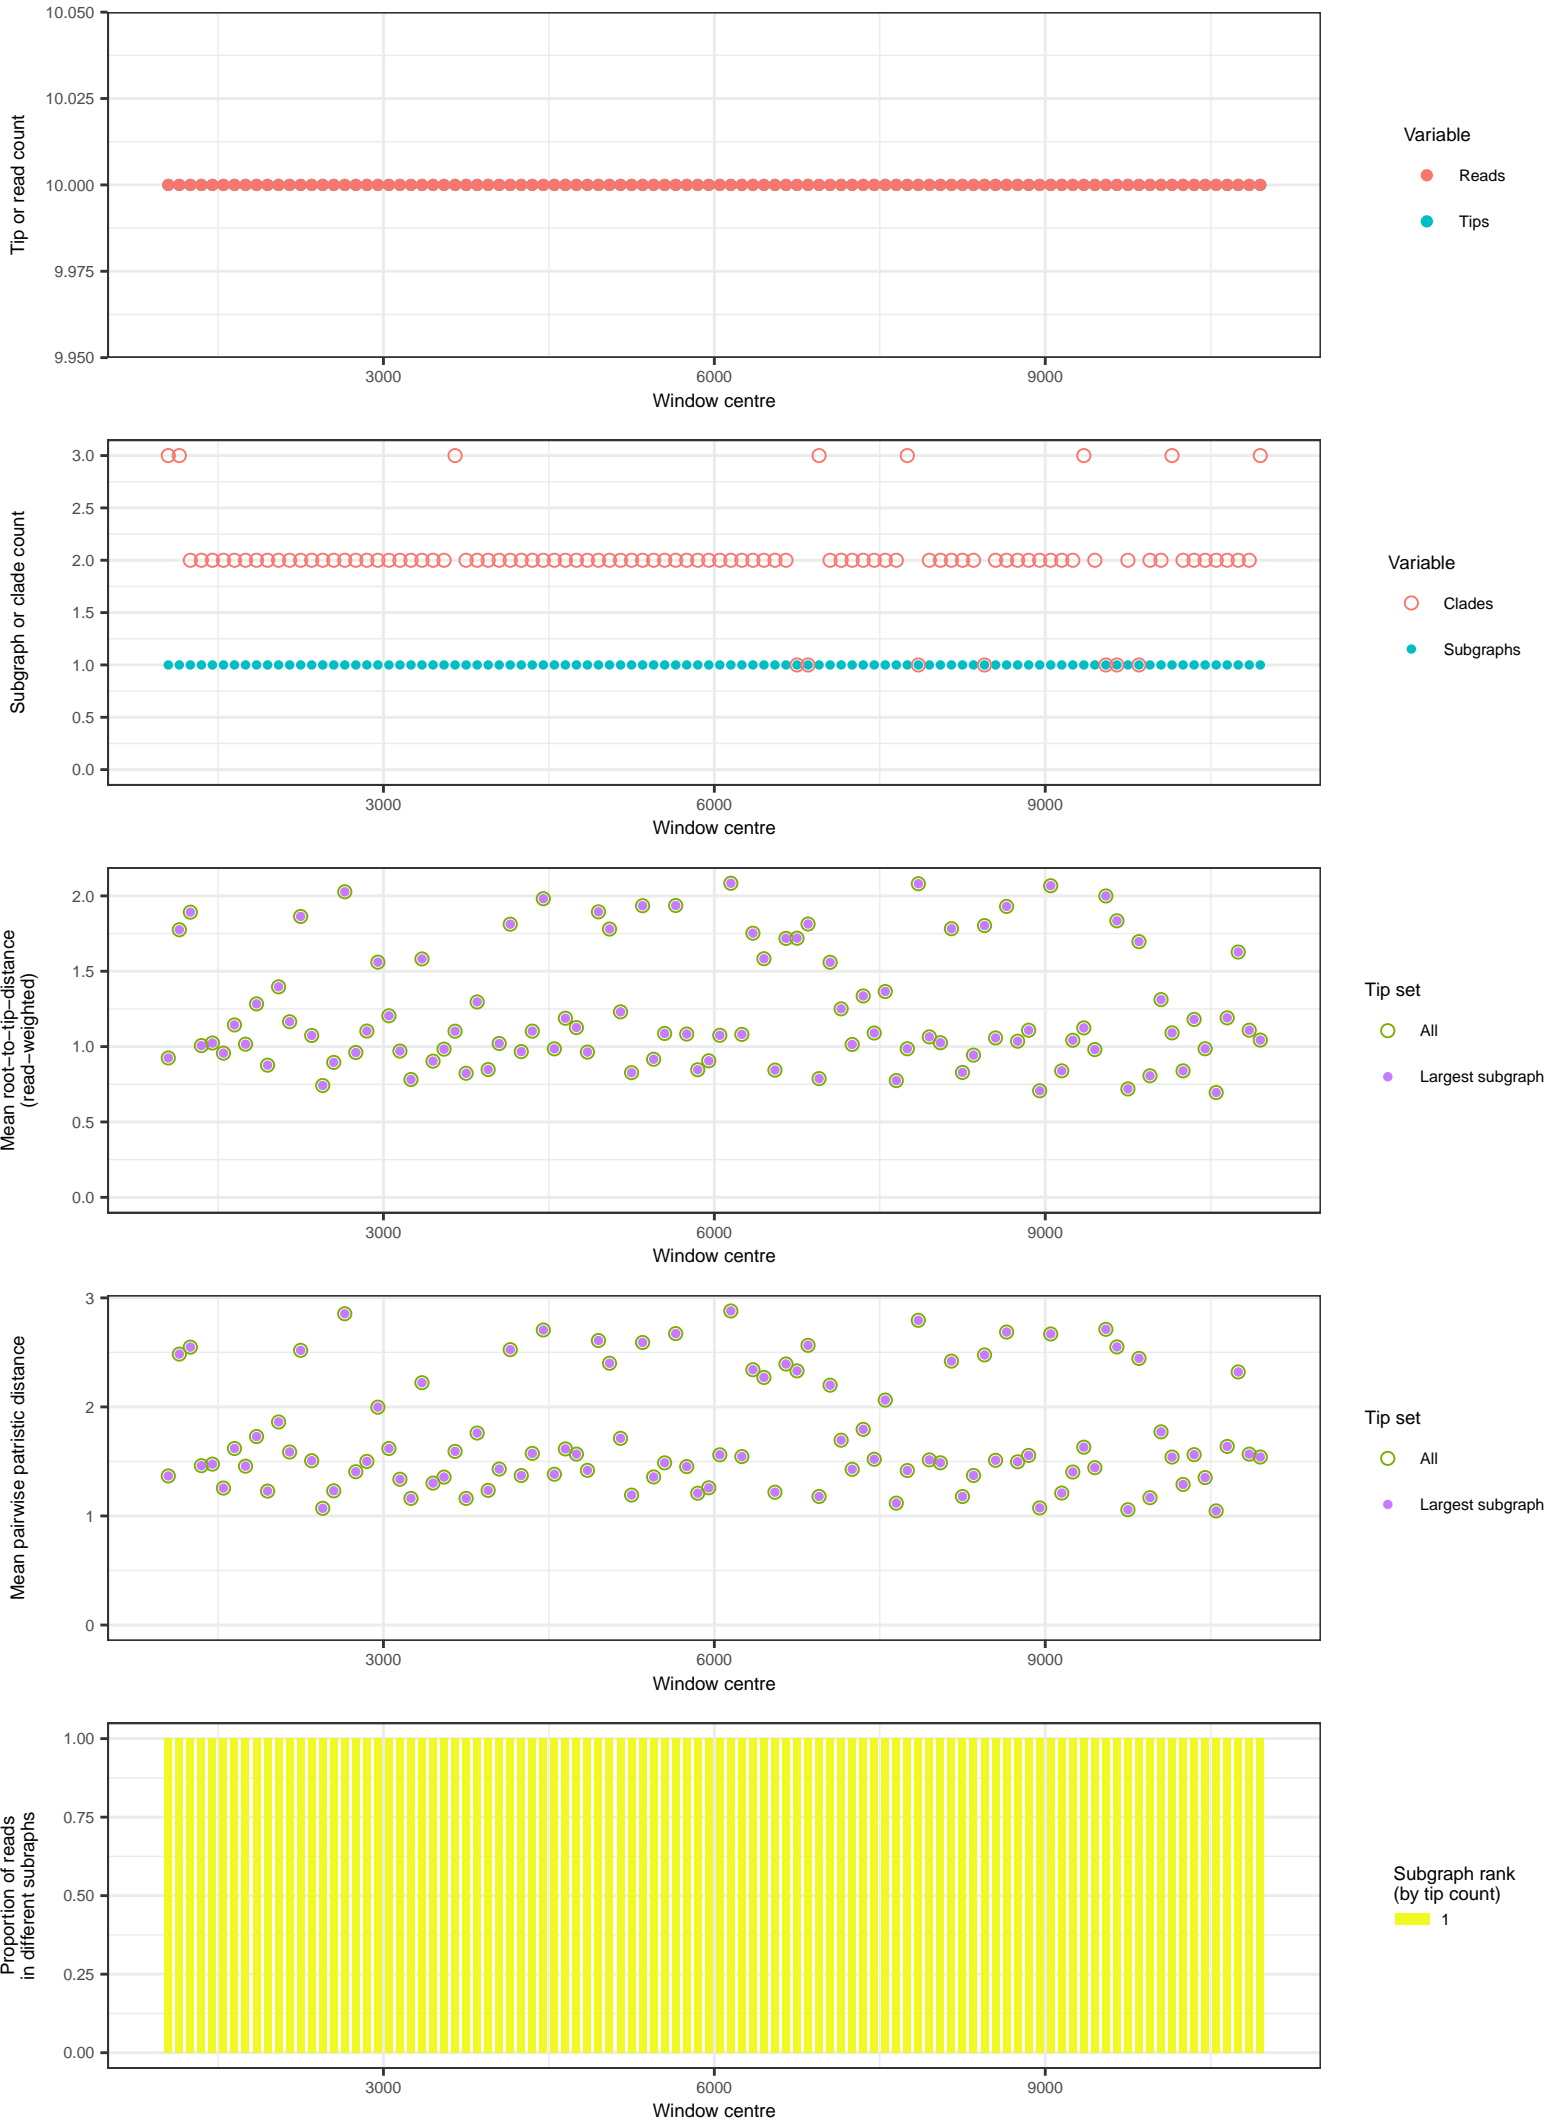 10.050
10.025
10.000
9.975
9.950
Tip or read count
3000
6000
9000
Window centre
Variable
Reads
Tips
3.0
2.5
2.0
1.5
1.0
0.5
0.0
Subgraph or clade count
3000
6000
9000
Window centre
Variable
Clades
Subgraphs
2.0
1.5
1.0
0.5
0.0
Mean root−to−tip−distance
(read−weighted)
3000
6000
9000
Window centre
Tip set
All
Largest subgraph
3
2
1
0
Mean pairwise patristic distance
3000
6000
9000
Window centre
Tip set
All
Largest subgraph
1.00
0.75
0.50
0.25
0.00
Proportion of reads
in different subraphs
3000
6000
9000
Window centre
Subgraph rank
(by tip count)
1